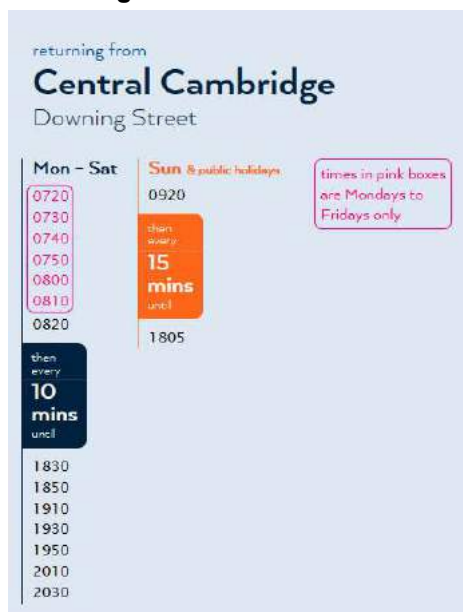 returning from
Central Cambridge
Downing Street
Mon – Sat
0720
0730
0740
0750
0800
0810
0820
then
every
10
mins
until
1830
1850
1910
1930
1950
2010
2030
Sun & public holidays
0920
then
every
15
mins
until
1805
times in pink boxes
are Mondays to
Fridays only